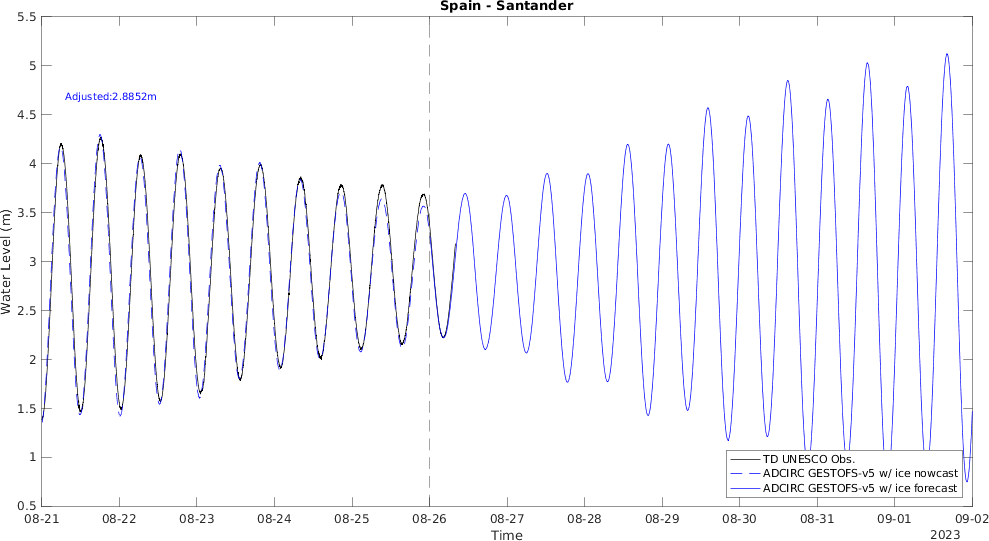 Spain - Santander
Adjusted:2.8852m
Water Level (m)
5.5
5
4.5
4
3.5
3
2.5
2
1.5
1
0.5
TD UNESCO Obs.
ADCIRC GESTOFS-v5 w/ ice nowcast
ADCIRC GESTOFS-v5 w/ ice forecast
08-21 08-22 08-23 08-24 08-25 08-26 08-27 08-28 08-29 08-30 08-31 09-01 09-02
Time
2023